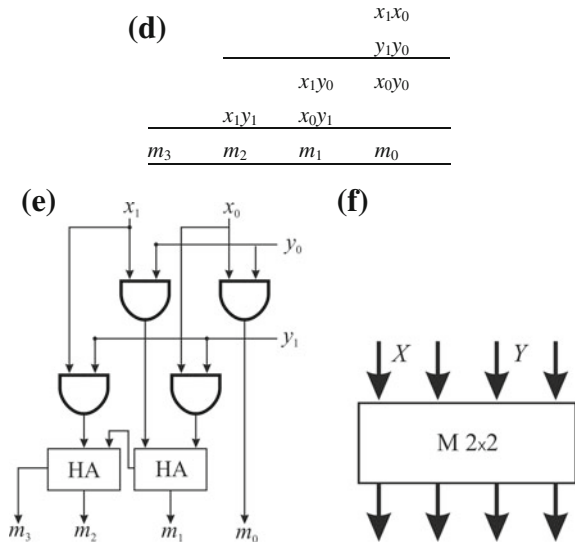 (d)
x₁x₀
y₁y₀
x₁y₀ x₀y₀
x₁y₁ x₀y₁
m₃ m₂ m₁ m₀
(e) (f)
x₁ x₀
y₀
y₁
X Y
M 2×2
HA HA
m₃ m₂ m₁ m₀